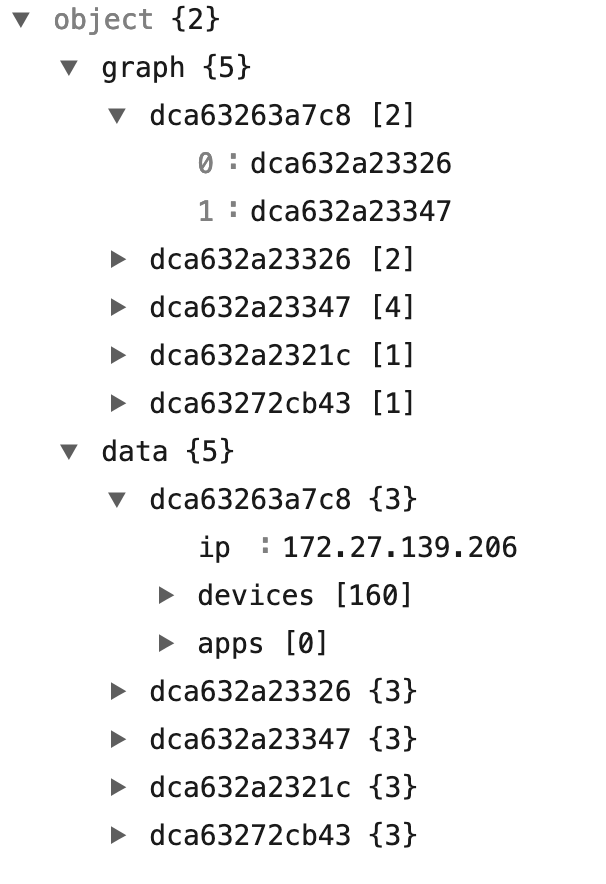 object {2}
graph {5}
dca63263a7c8 [2]
0 : dca632a23326
1 : dca632a23347
dca632a23326 [2]
dca632a23347 [4]
dca632a2321c [1]
dca63272cb43 [1]
data {5}
dca63263a7c8 {3}
ip : 172.27.139.206
devices [160]
apps [0]
dca632a23326 {3}
dca632a23347 {3}
dca632a2321c {3}
dca63272cb43 {3}